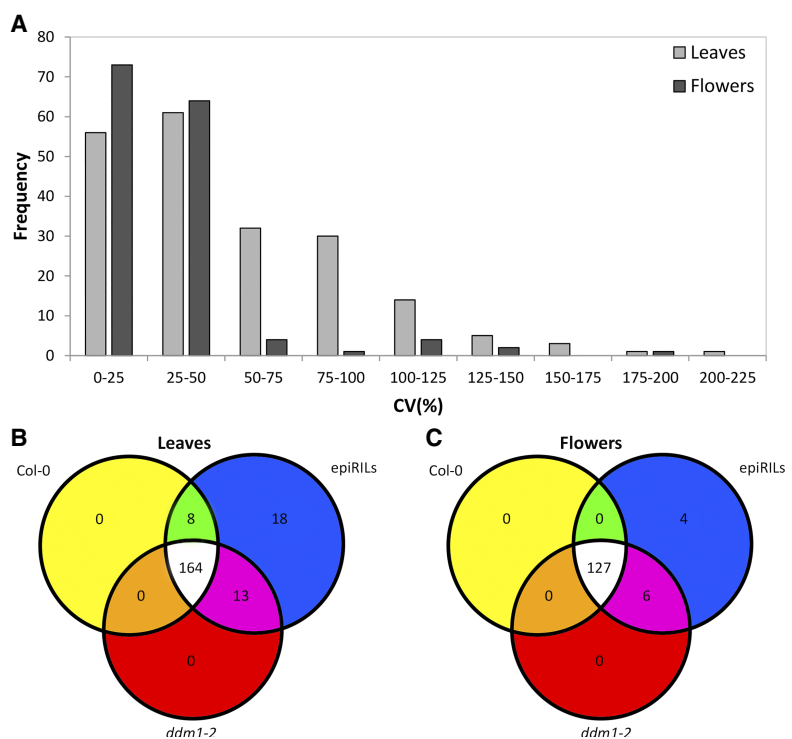 A
80
70
60
50
40
30
20
10
0
Frequency
Leaves
Flowers
0-25 25-50 50-75 75-100 100-125 125-150 150-175 175-200 200-225
CV(%)
B
Leaves
Col-0
epiRILs
0 8 18
164
0 13
0
ddm1-2
C
Flowers
Col-0
epiRILs
0 0 4
127
0 6
0
ddm1-2